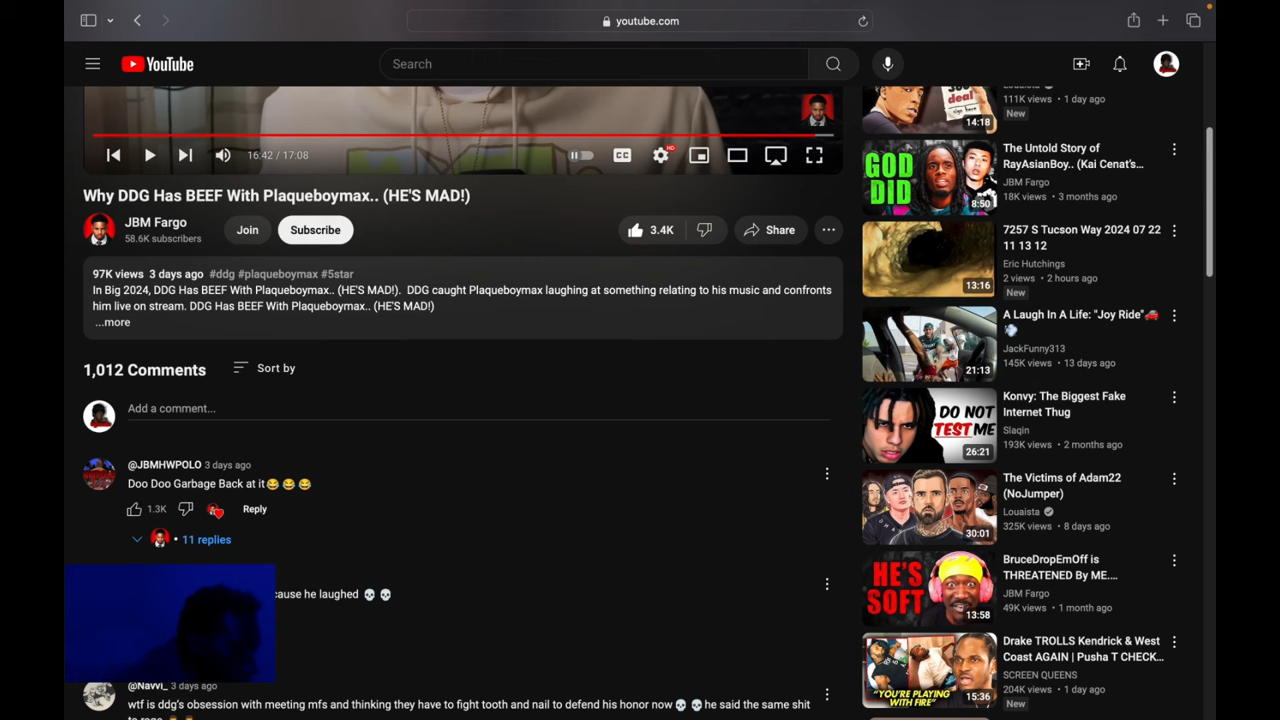 youtube.com
YouTube
Search
16:42 / 17:08
CC
HD
Why DDG Has BEEF With Plaqueboymax.. (HE'S MAD!)
JBM Fargo
58.6K subscribers
Join
Subscribe
3.4K
Share
97K views 3 days ago #ddg #plaqueboymax #5star
In Big 2024, DDG Has BEEF With Plaqueboymax.. (HE'S MAD!). DDG caught Plaqueboymax laughing at something relating to his music and confronts
him live on stream. DDG Has BEEF With Plaqueboymax.. (HE'S MAD!)
...more
1,012 Comments
Sort by
Add a comment...
@JBMHWPOLO 3 days ago
Doo Doo Garbage Back at it😂😂😂
1.3K
Reply
• 11 replies
cause he laughed 💀💀
@Navvi_ 3 days ago
wtf is ddg's obsession with meeting mfs and thinking they have to fight tooth and nail to defend his honor now 💀💀he said the same shit
deal
14:18
111K views • 1 day ago
New
GOD
DID
8:50
The Untold Story of
RayAsianBoy.. (Kai Cenat's...
JBM Fargo
18K views • 3 months ago
13:16
7257 S Tucson Way 2024 07 22
11 13 12
Eric Hutchings
2 views • 2 hours ago
New
21:13
A Laugh In A Life: "Joy Ride"🚗
💨
JackFunny313
145K views • 13 days ago
DO NOT
TEST ME
26:21
Konvy: The Biggest Fake
Internet Thug
Slaqin
193K views • 2 months ago
30:01
The Victims of Adam22
(NoJumper)
Louaista
325K views • 8 days ago
HE'S
SOFT
13:58
BruceDropEmOff is
THREATENED By ME....
JBM Fargo
49K views • 1 month ago
"YOU'RE PLAYING
WITH FIRE"
15:36
Drake TROLLS Kendrick & West
Coast AGAIN | Pusha T CHECK...
SCREEN QUEENS
204K views • 1 day ago
New